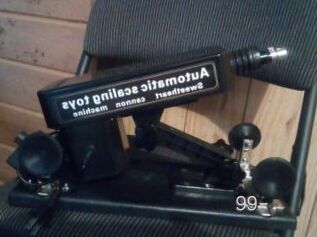 Automatic scaling toys
Sweetheart cannon machine
99-